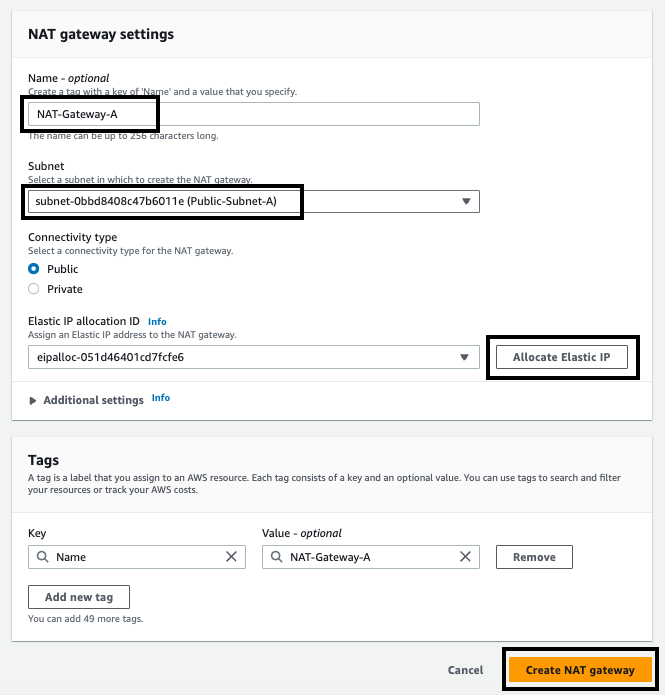 NAT gateway settings
Name - optional
Create a tag with a key of 'Name' and a value that you specify.
NAT-Gateway-A
The name can be up to 256 characters long.
Subnet
Select a subnet in which to create the NAT gateway.
subnet-0bbd8408c47b6011e (Public-Subnet-A)
Connectivity type
Select a connectivity type for the NAT gateway.
Public
Private
Elastic IP allocation ID Info
Assign an Elastic IP address to the NAT gateway.
eipalloc-051d46401cd7fcfe6
Allocate Elastic IP
Additional settings Info
Tags
A tag is a label that you assign to an AWS resource. Each tag consists of a key and an optional value. You can use tags to search and filter
your resources or track your AWS costs.
Key
Value - optional
Name
NAT-Gateway-A
Remove
Add new tag
You can add 49 more tags.
Cancel
Create NAT gateway